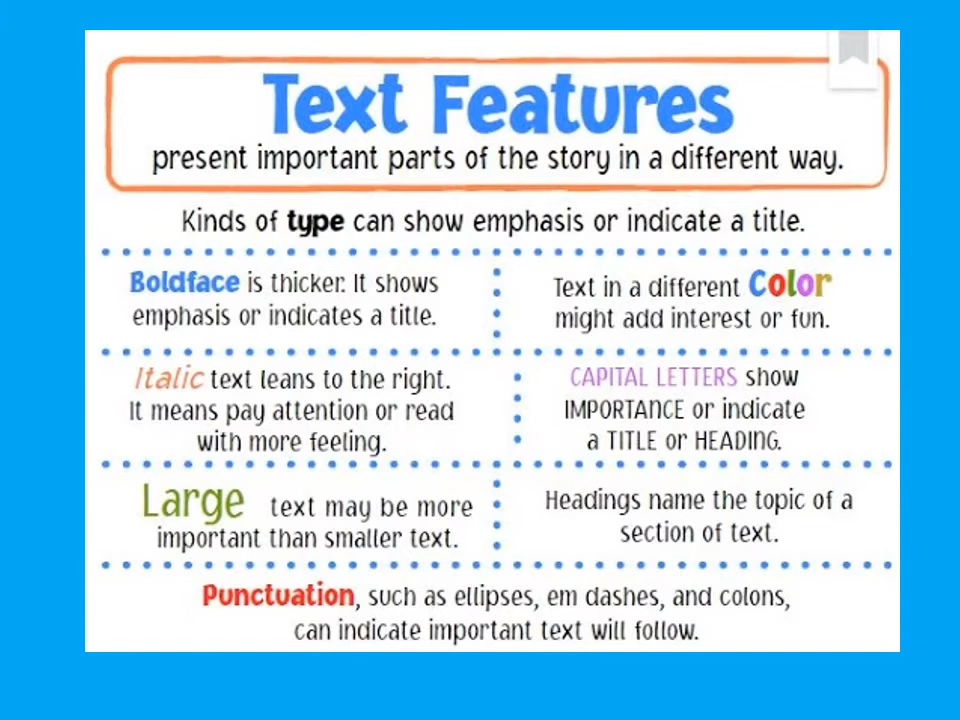 Text Features
present important parts of the story in a different way.
Kinds of type can show emphasis or indicate a title.
Boldface is thicker. It shows
emphasis or indicates a title.
Text in a different Color
might add interest or fun.
Italic text leans to the right.
It means pay attention or read
with more feeling.
CAPITAL LETTERS show
IMPORTANCE or indicate
a TITLE or HEADING.
Large text may be more
important than smaller text.
Headings name the topic of a
section of text.
Punctuation, such as ellipses, em dashes, and colons,
can indicate important text will follow.